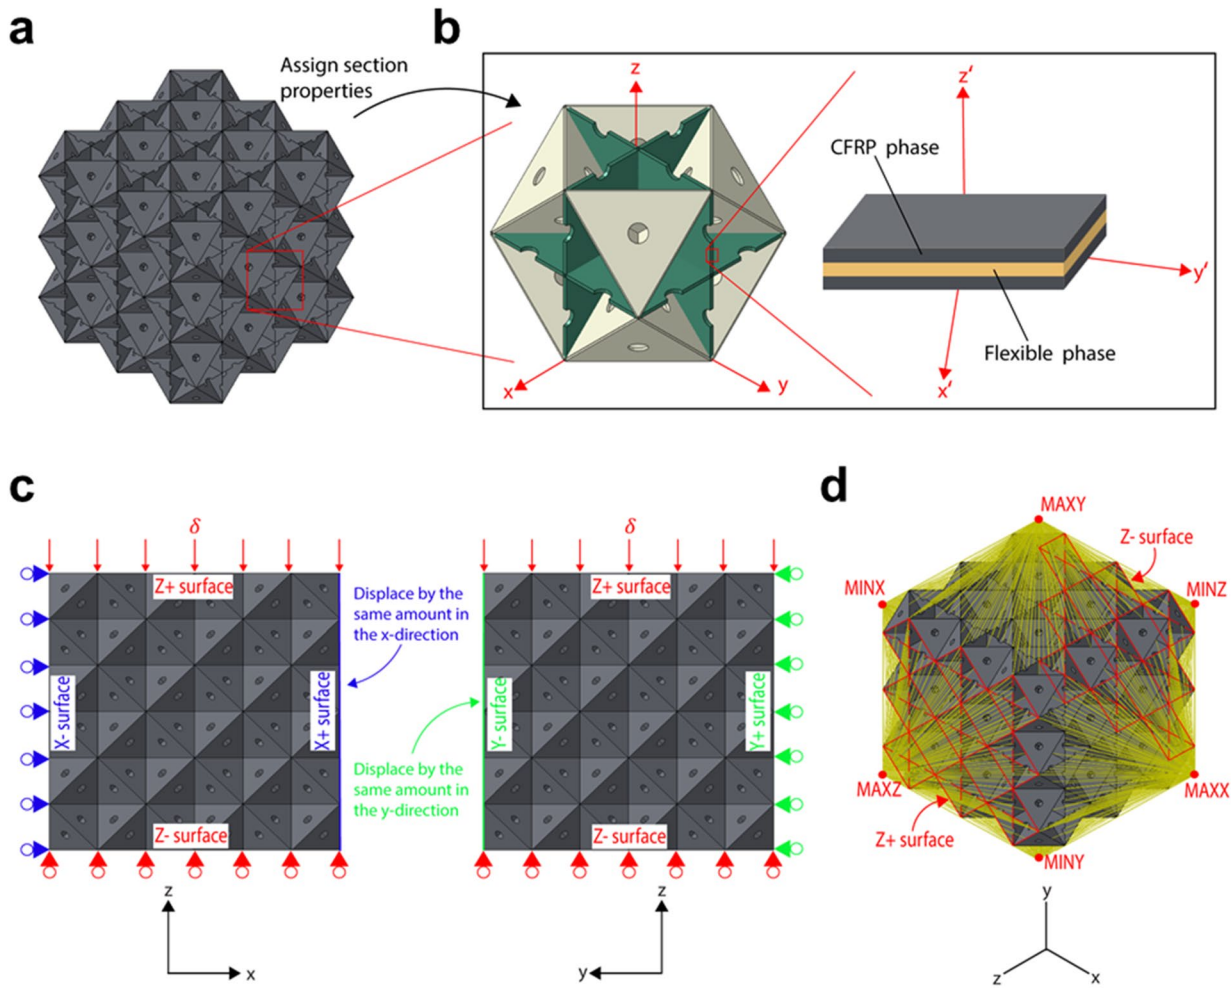 a
Assign section
properties
b
z
x
y
z′
CFRP phase
y′
Flexible phase
x′
c
δ
Z+ surface
X- surface
X+ surface
Z- surface
z
x
Displace by the
same amount in
the x-direction
Displace by the
same amount in
the y-direction
δ
Z+ surface
Y- surface
Y+ surface
Z- surface
z
y
d
MAXY
Z- surface
MINX
MINZ
MAXZ
MAXX
Z+ surface
MINY
y
z
x